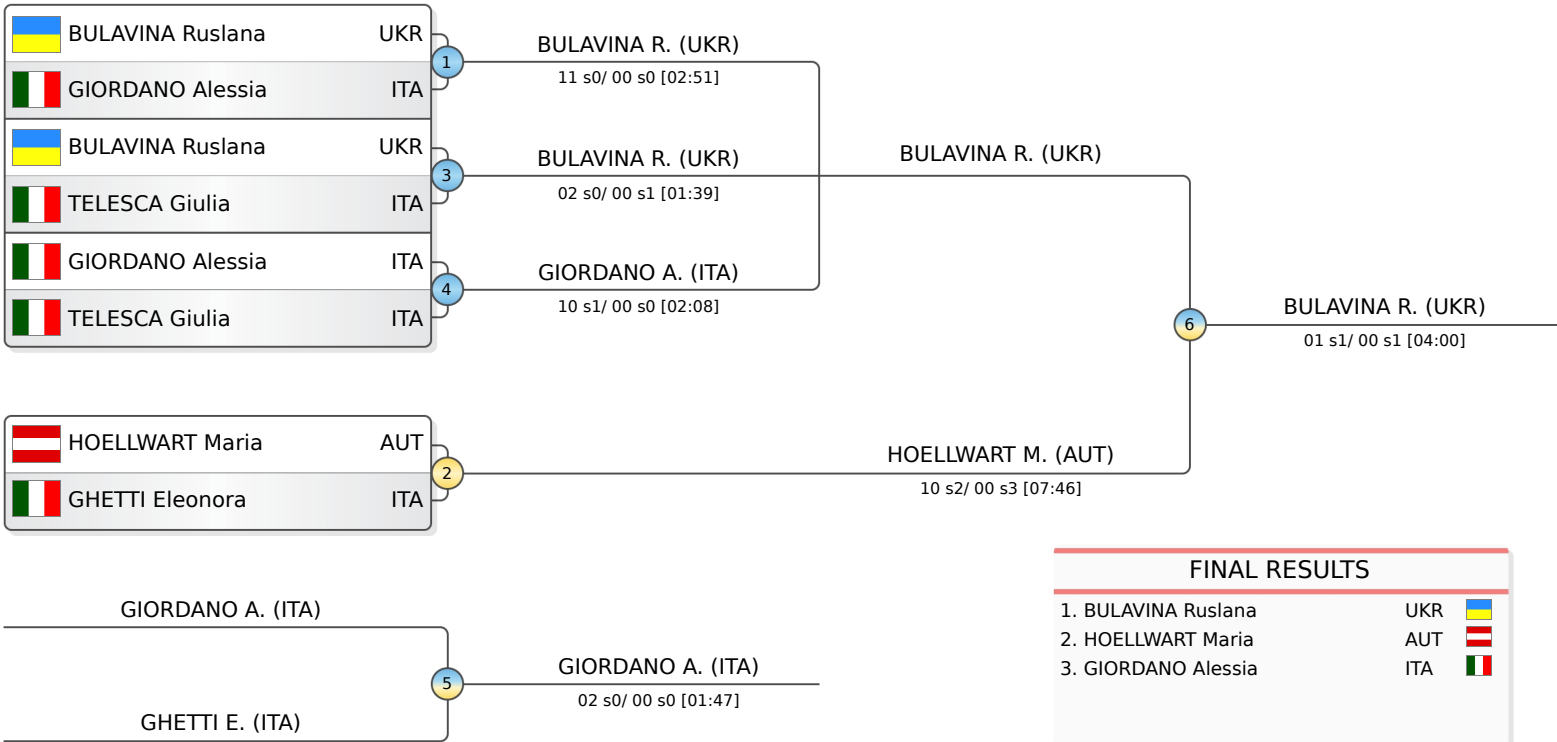 BULAVINA Ruslana UKR
GIORDANO Alessia ITA
1
BULAVINA R. (UKR)
11 s0/ 00 s0 [02:51]
BULAVINA Ruslana UKR
TELESCA Giulia ITA
3
BULAVINA R. (UKR)
02 s0/ 00 s1 [01:39]
GIORDANO Alessia ITA
TELESCA Giulia ITA
4
GIORDANO A. (ITA)
10 s1/ 00 s0 [02:08]
BULAVINA R. (UKR)
HOELLWART Maria AUT
GHETTI Eleonora ITA
2
HOELLWART M. (AUT)
10 s2/ 00 s3 [07:46]
6
BULAVINA R. (UKR)
01 s1/ 00 s1 [04:00]
GIORDANO A. (ITA)
GHETTI E. (ITA)
5
GIORDANO A. (ITA)
02 s0/ 00 s0 [01:47]
FINAL RESULTS
1. BULAVINA Ruslana UKR
2. HOELLWART Maria AUT
3. GIORDANO Alessia ITA